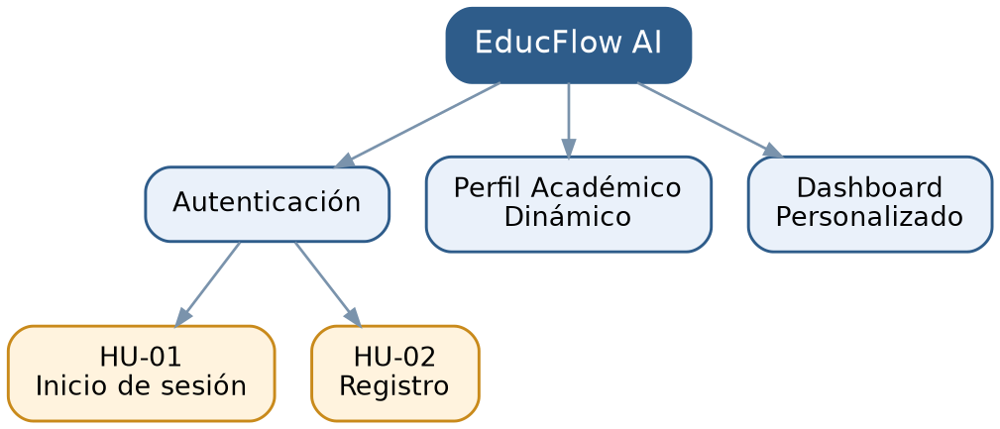 EducFlow AI
Autenticación
Perfil Académico
Dinámico
Dashboard
Personalizado
HU-01
Inicio de sesión
HU-02
Registro